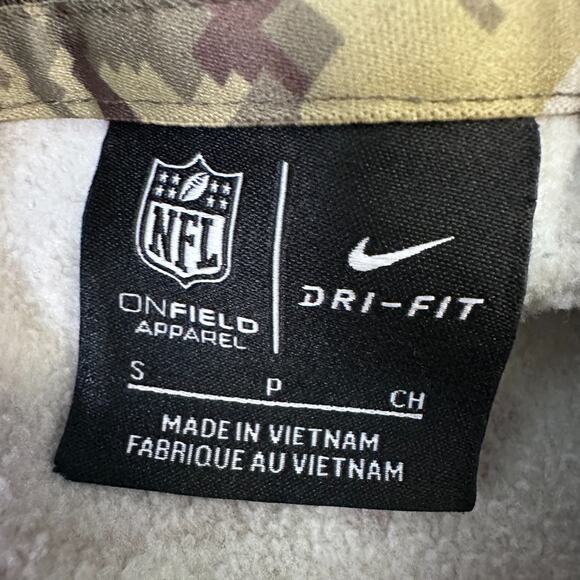 NFL
ONFIELD
APPAREL
DRI-FIT
S P CH
MADE IN VIETNAM
FABRIQUE AU VIETNAM